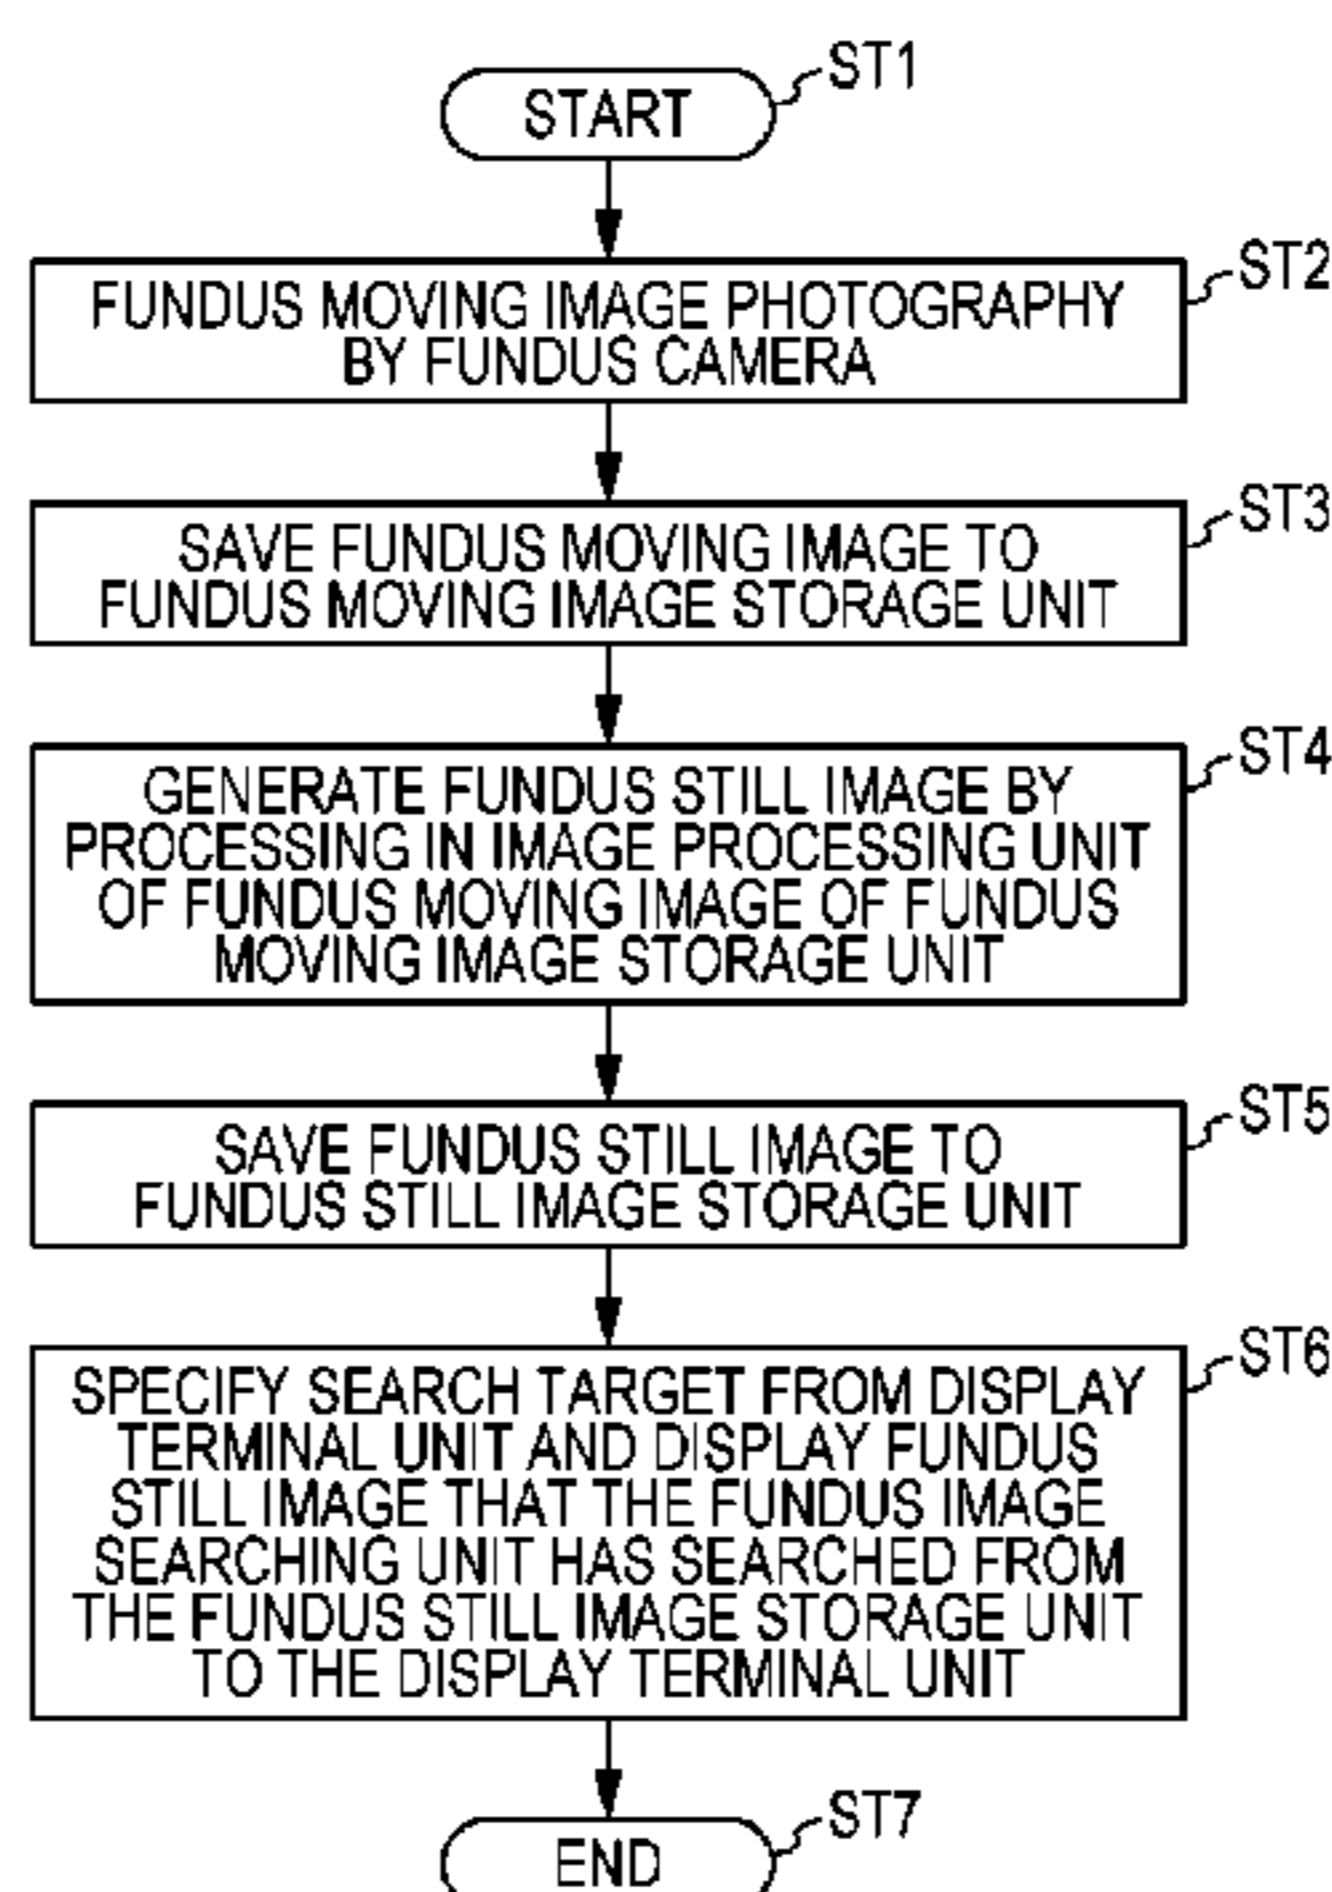 START
ST1
FUNDUS MOVING IMAGE PHOTOGRAPHY
BY FUNDUS CAMERA
ST2
SAVE FUNDUS MOVING IMAGE TO
FUNDUS MOVING IMAGE STORAGE UNIT
ST3
GENERATE FUNDUS STILL IMAGE BY
PROCESSING IN IMAGE PROCESSING UNIT
OF FUNDUS MOVING IMAGE OF FUNDUS
MOVING IMAGE STORAGE UNIT
ST4
SAVE FUNDUS STILL IMAGE TO
FUNDUS STILL IMAGE STORAGE UNIT
ST5
SPECIFY SEARCH TARGET FROM DISPLAY
TERMINAL UNIT AND DISPLAY FUNDUS
STILL IMAGE THAT THE FUNDUS IMAGE
SEARCHING UNIT HAS SEARCHED FROM
THE FUNDUS STILL IMAGE STORAGE UNIT
TO THE DISPLAY TERMINAL UNIT
ST6
END
ST7